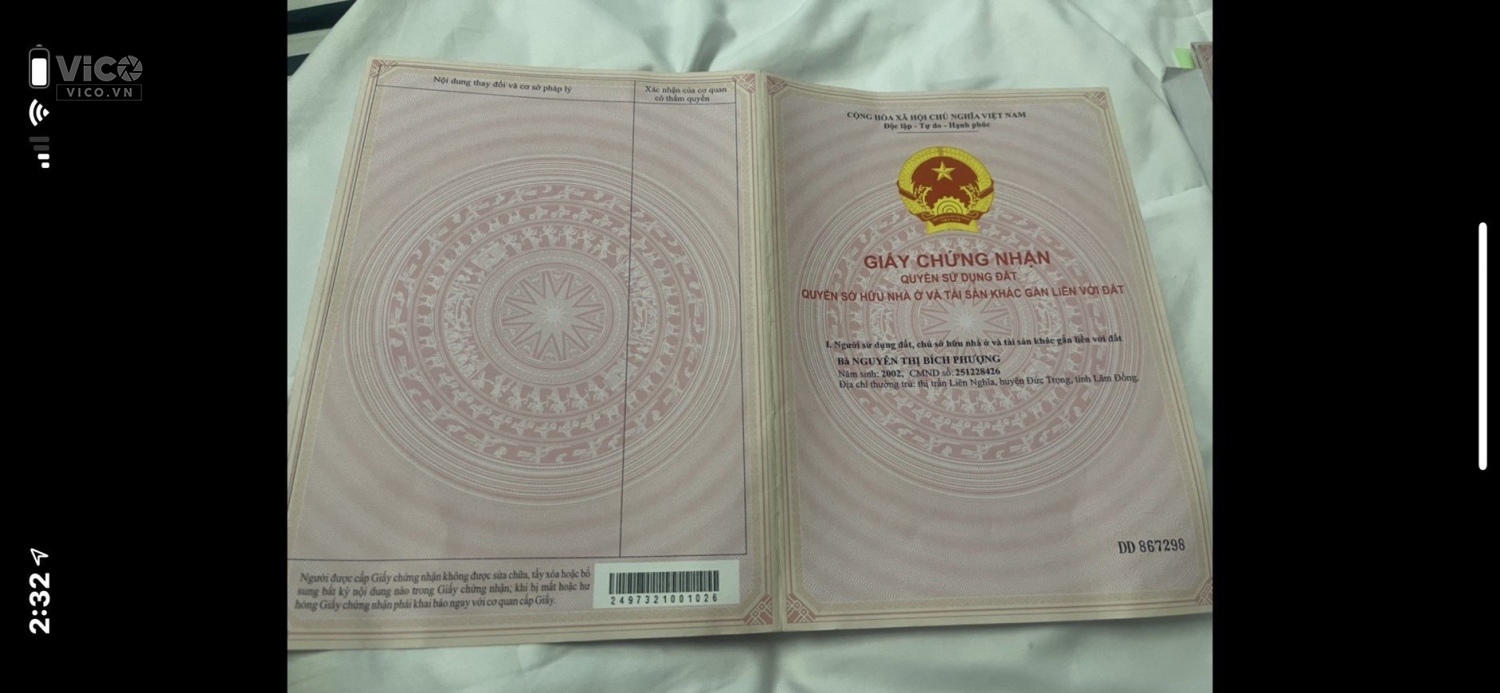 VICO
VICO.VN
2:32
Nội dung thay đổi và cơ sở pháp lý
Xác nhận của cơ quan
có thẩm quyền
Người được cấp Giấy chứng nhận không được sửa chữa, tẩy xóa hoặc bổ
sung bất kỳ nội dung nào trong Giấy chứng nhận; khi bị mất hoặc hư
hỏng Giấy chứng nhận phải khai báo ngay với cơ quan cấp Giấy.
2497321001026
CỘNG HÒA XÃ HỘI CHỦ NGHĨA VIỆT NAM
Độc lập - Tự do - Hạnh phúc
GIẤY CHỨNG NHẬN
QUYỀN SỬ DỤNG ĐẤT
QUYỀN SỞ HỮU NHÀ Ở VÀ TÀI SẢN KHÁC GẮN LIỀN VỚI ĐẤT
I. Người sử dụng đất, chủ sở hữu nhà ở và tài sản khác gắn liền với đất
Bà NGUYỄN THỊ BÍCH PHƯỢNG
Năm sinh: 2002, CMND số: 251228426
Địa chỉ thường trú: thị trấn Liên Nghĩa, huyện Đức Trọng, tỉnh Lâm Đồng.
DD 867298